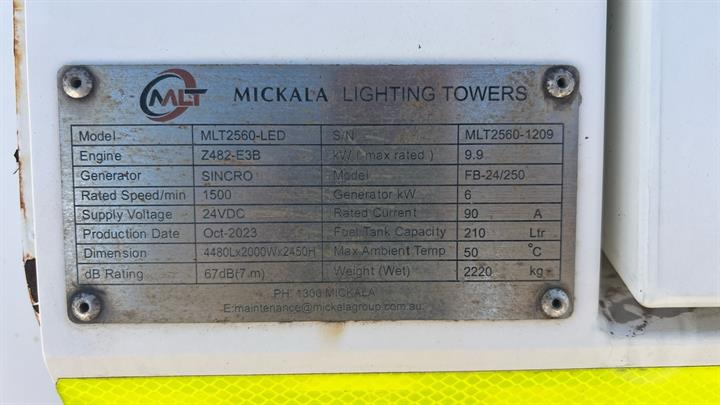 MLT MICKALA LIGHTING TOWERS
Model MLT2560-LED S/N MLT2560-1209
Engine Z482-E3B kW ( max rated ) 9.9
Generator SINCRO Model FB-24/250
Rated Speed/min 1500 Generator kW 6
Supply Voltage 24VDC Rated Current 90 A
Production Date Oct-2023 Fuel Tank Capacity 210 Ltr
Dimension 4480Lx2000Wx2450H Max Ambient Temp 50 °C
dB Rating 67dB(7.m) Weight (Wet) 2220 kg
PH: 1300 MICKALA
E:maintenance@mickalagroup.com.au